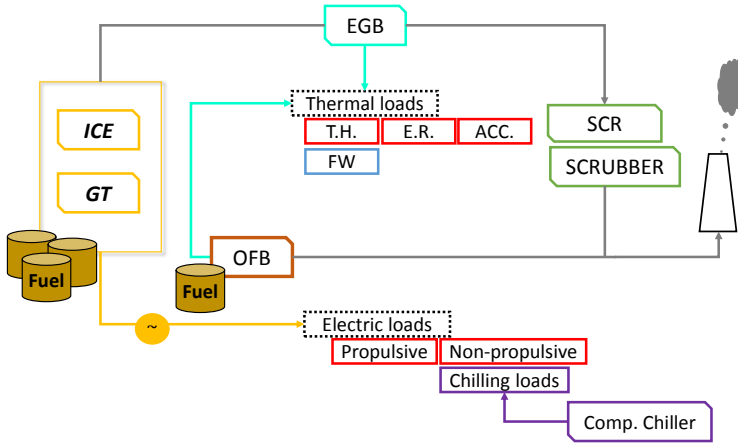 EGB
Thermal loads
T.H. E.R. ACC.
FW
ICE
GT
SCR
SCRUBBER
Fuel
OFB
Fuel
~
Electric loads
Propulsive Non-propulsive
Chilling loads
Comp. Chiller